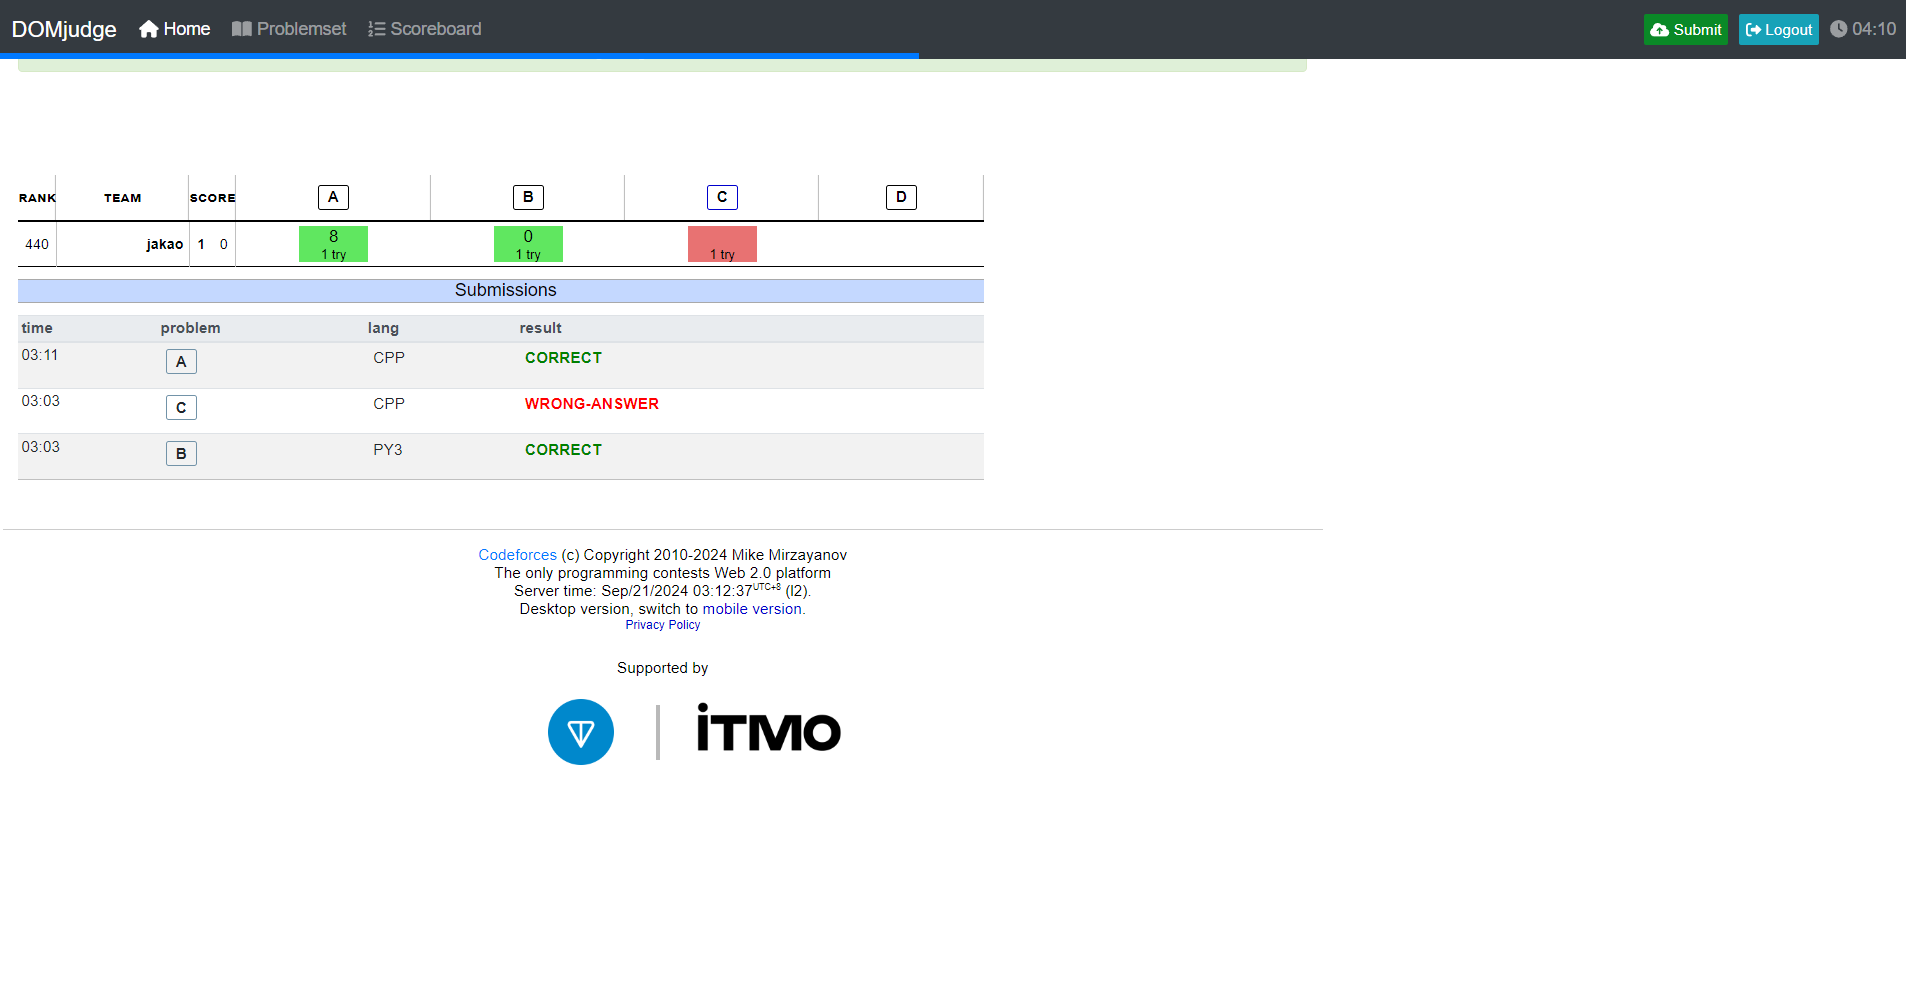 DOMjudge Home Problemset Scoreboard Submit Logout 04:10
RANK TEAM SCORE A B C D
440 jakao 1 0 8 0
1 try 1 try 1 try
Submissions
time problem lang result
03:11 A CPP CORRECT
03:03 C CPP WRONG-ANSWER
03:03 B PY3 CORRECT
Codeforces (c) Copyright 2010-2024 Mike Mirzayanov
The only programming contests Web 2.0 platform
Server time: Sep/21/2024 03:12:37UTC+8 (l2).
Desktop version, switch to mobile version.
Privacy Policy
Supported by
iTMO